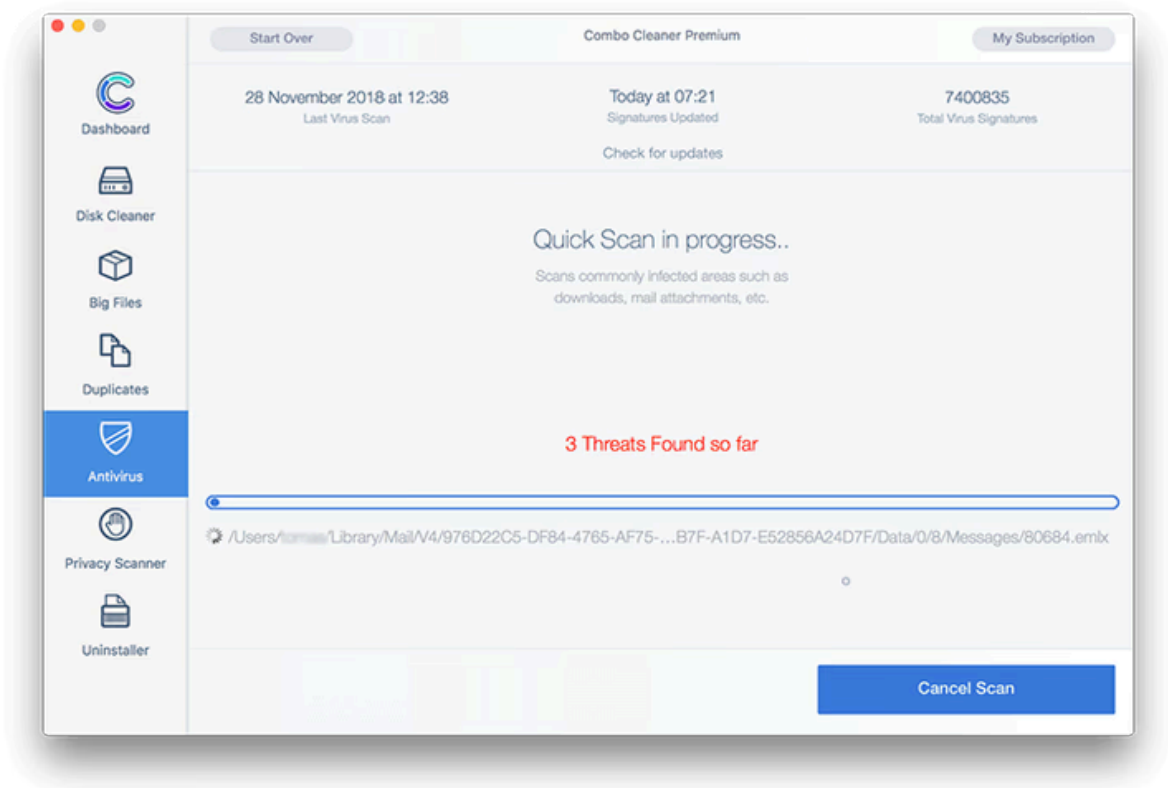 Start Over
Combo Cleaner Premium
My Subscription
28 November 2018 at 12:38
Last Virus Scan
Today at 07:21
Signatures Updated
7400835
Total Virus Signatures
Check for updates
Dashboard
Disk Cleaner
Big Files
Duplicates
Antivirus
Privacy Scanner
Uninstaller
Quick Scan in progress..
Scans commonly infected areas such as
downloads, mail attachments, etc.
3 Threats Found so far
/Users/ /Library/Mail/V4/976D22C5-DF84-4765-AF75-...B7F-A1D7-E52856A24D7F/Data/0/8/Messages/80684.emlx
Cancel Scan